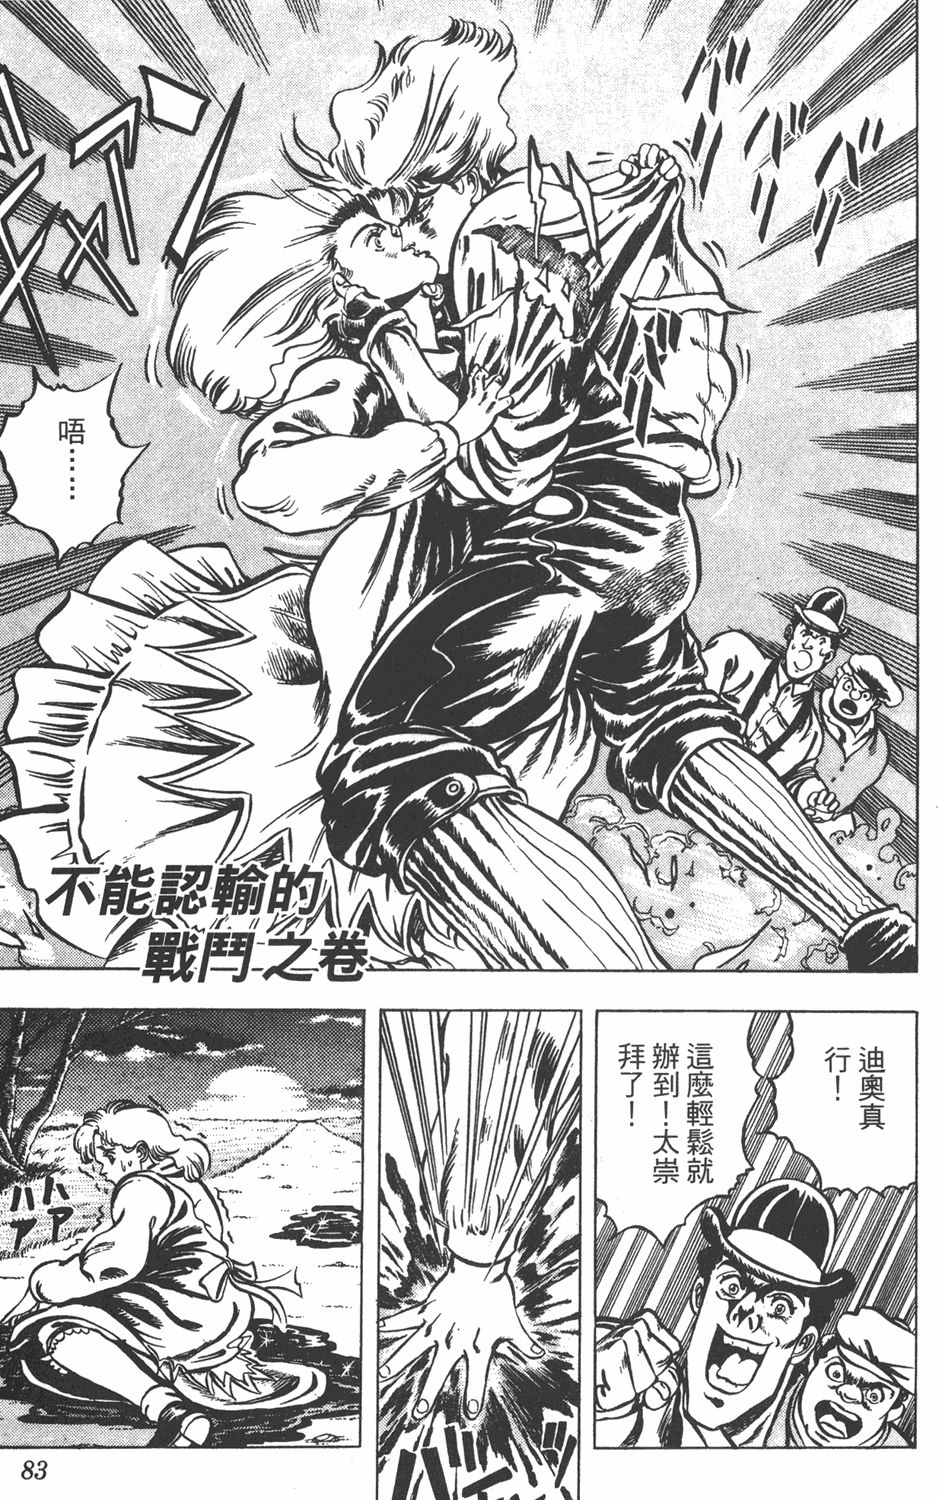 ズキュウウン
ドドドド
ドド
唔⋯⋯
不能認輸的
戰鬥之卷
迪奧真
行！
這麼輕鬆就
辦到！太崇
拜了！
バァーン
ハァ
ハァ
83